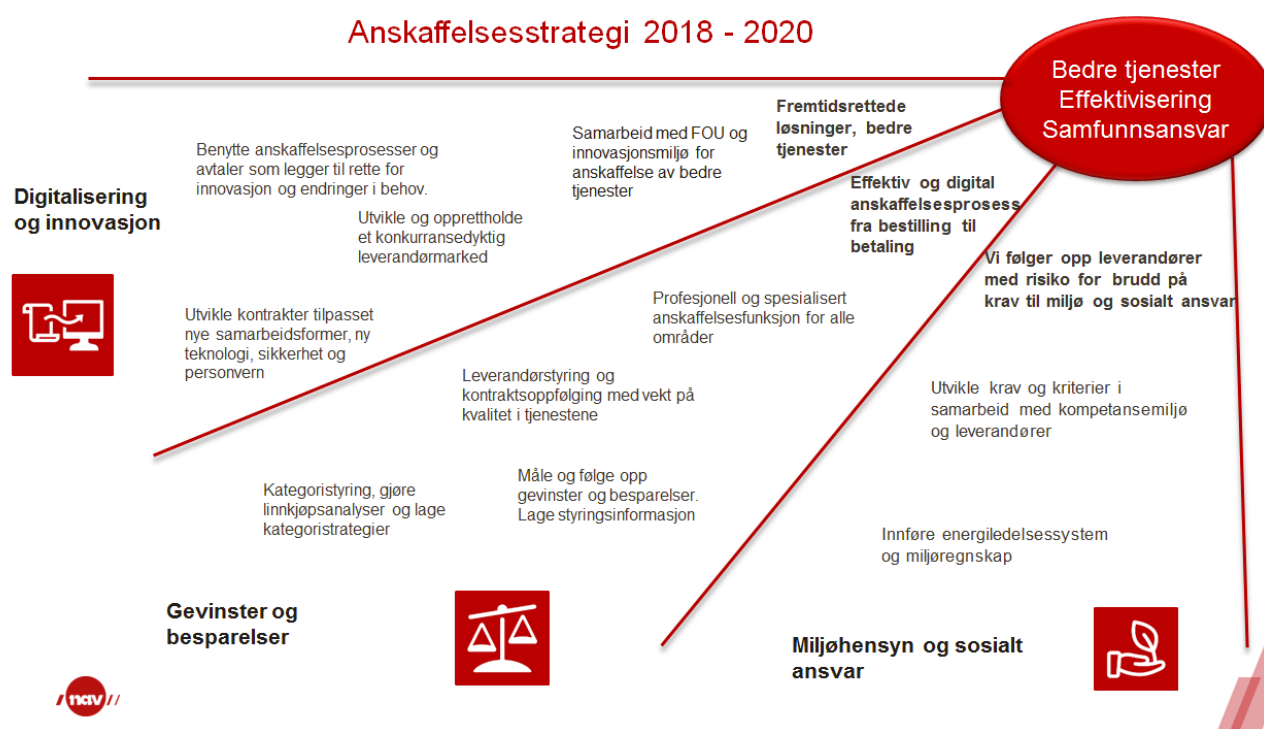 Anskaffelsesstrategi 2018 - 2020
Bedre tjenester
Effektivisering
Samfunnsansvar
Digitalisering
og innovasjon
Benytte anskaffelsesprosesser og
avtaler som legger til rette for
innovasjon og endringer i behov.
Utvikle og opprettholde
et konkurransedyktig
leverandørmarked
Utvikle kontrakter tilpasset
nye samarbeidsformer, ny
teknologi, sikkerhet og
personvern
Samarbeid med FOU og
innovasjonsmiljø for
anskaffelse av bedre
tjenester
Fremtidsrettede
løsninger, bedre
tjenester
Effektiv og digital
anskaffelsesprosess
fra bestilling til
betaling
Profesjonell og spesialisert
anskaffelsesfunksjon for alle
områder
Leverandørstyring og
kontraktsoppfølging med vekt på
kvalitet i tjenestene
Måle og følge opp
gevinster og besparelser.
Lage styringsinformasjon
Kategoristyring, gjøre
linnkjøpsanalyser og lage
kategoristrategier
Gevinster og
besparelser
Vi følger opp leverandører
med risiko for brudd på
krav til miljø og sosialt ansvar
Utvikle krav og kriterier i
samarbeid med kompetansemiljø
og leverandører
Innføre energiledelsessystem
og miljøregnskap
Miljøhensyn og sosialt
ansvar
nav